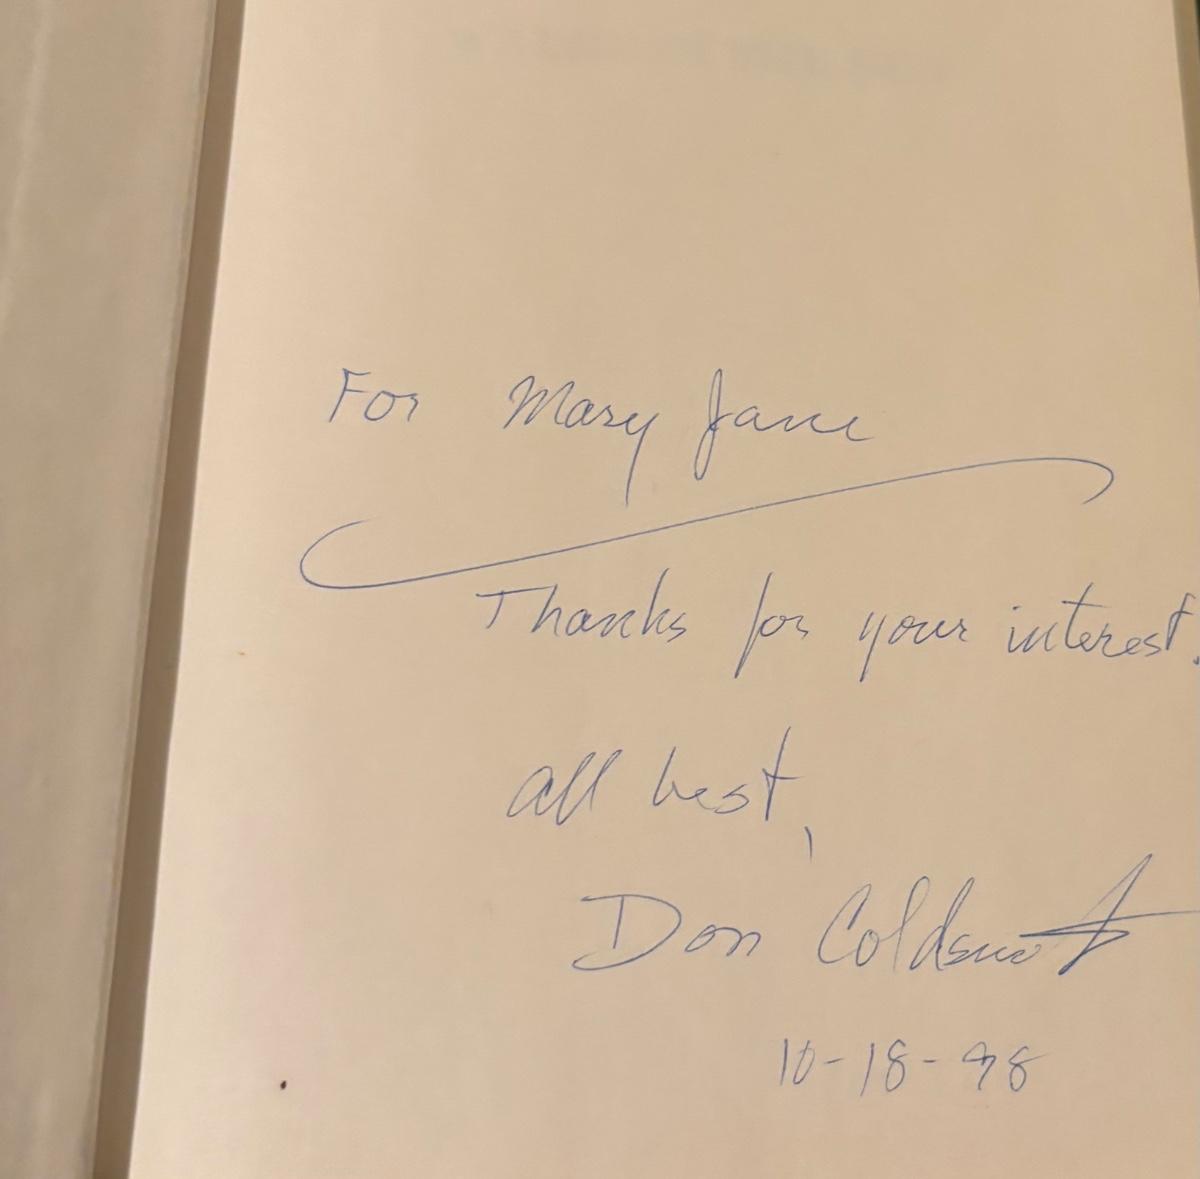 For Mary Jane
Thanks for your interest.
all best,
Don Coldsmith
10-18-98